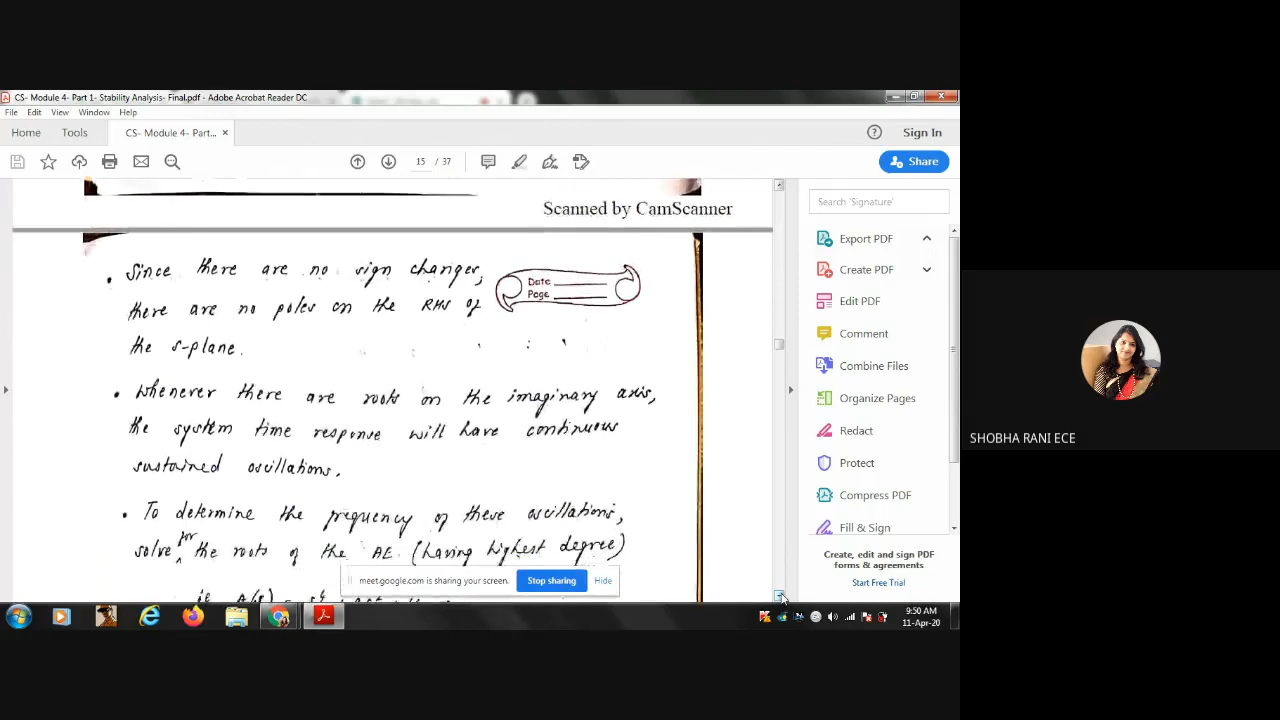 CS- Module 4- Part 1- Stability Analysis- Final.pdf - Adobe Acrobat Reader DC
File Edit View Window Help
Home Tools CS- Module 4- Part... × Sign In
15 / 37 Share
Scanned by CamScanner
• Since there are no sign changes,
Date
Page
there are no poles on the RHS of
the s-plane.
• Whenever there are roots on the imaginary axis,
the system time response will have continuous
sustained oscillations.
• To determine the frequency of these oscillations,
solve for the roots of the AE (having highest degree)
ie A(s) =
meet.google.com is sharing your screen. Stop sharing Hide
Search 'Signature'
Export PDF
Create PDF
Edit PDF
Comment
Combine Files
Organize Pages
Redact
Protect
Compress PDF
Fill & Sign
Create, edit and sign PDF
forms & agreements
Start Free Trial
9:50 AM
11-Apr-20
SHOBHA RANI ECE